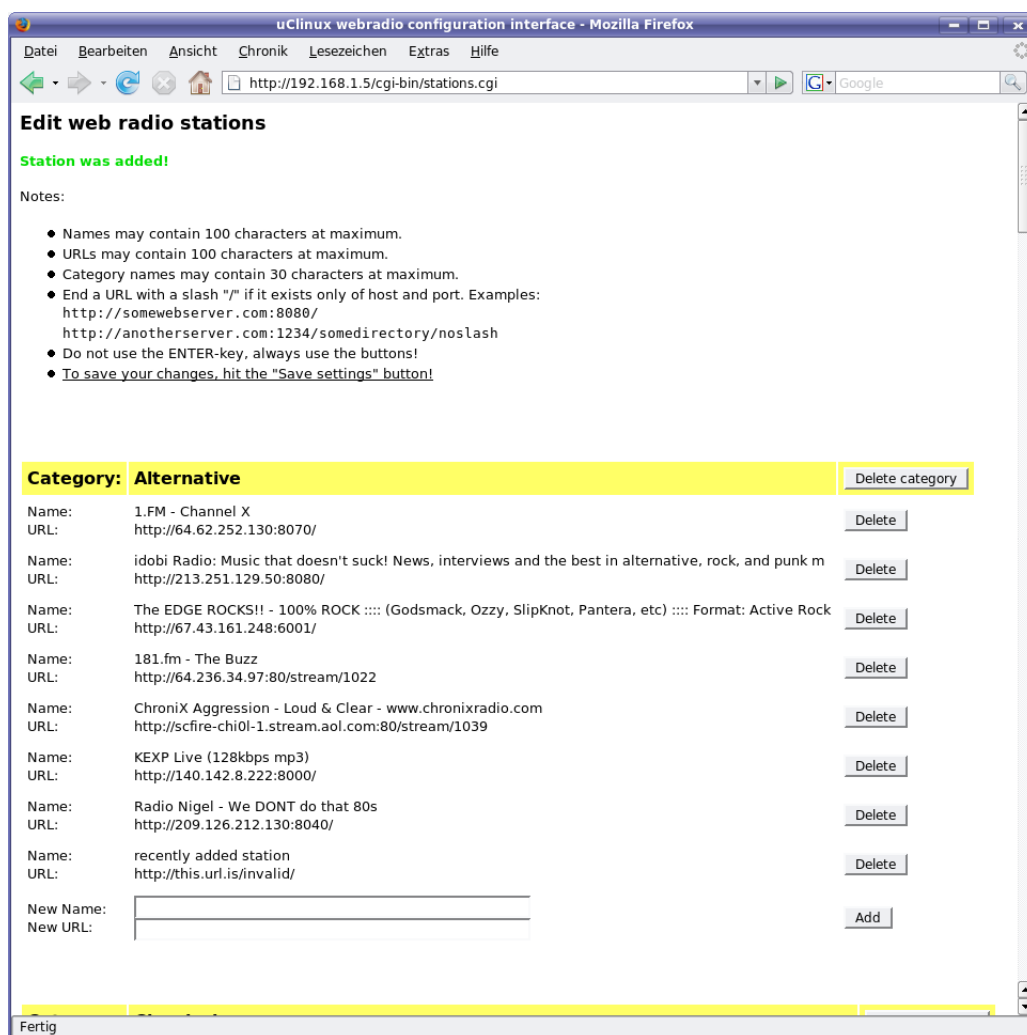 uClinux webradio configuration interface - Mozilla Firefox
Datei Bearbeiten Ansicht Chronik Lesezeichen Extras Hilfe
http://192.168.1.5/cgi-bin/stations.cgi G Google
Edit web radio stations
Station was added!
Notes:
Names may contain 100 characters at maximum.
URLs may contain 100 characters at maximum.
Category names may contain 30 characters at maximum.
End a URL with a slash "/" if it exists only of host and port. Examples:
http://somewebserver.com:8080/
http://anotherserver.com:1234/somedirectory/noslash
Do not use the ENTER-key, always use the buttons!
To save your changes, hit the "Save settings" button!
Category: Alternative Delete category
Name: 1.FM - Channel X
URL: http://64.62.252.130:8070/
Delete
Name: idobi Radio: Music that doesn't suck! News, interviews and the best in alternative, rock, and punk m
URL: http://213.251.129.50:8080/
Delete
Name: The EDGE ROCKS!! - 100% ROCK :::: (Godsmack, Ozzy, SlipKnot, Pantera, etc) :::: Format: Active Rock
URL: http://67.43.161.248:6001/
Delete
Name: 181.fm - The Buzz
URL: http://64.236.34.97:80/stream/1022
Delete
Name: ChroniX Aggression - Loud & Clear - www.chronixradio.com
URL: http://scfire-chi0l-1.stream.aol.com:80/stream/1039
Delete
Name: KEXP Live (128kbps mp3)
URL: http://140.142.8.222:8000/
Delete
Name: Radio Nigel - We DONT do that 80s
URL: http://209.126.212.130:8040/
Delete
Name: recently added station
URL: http://this.url.is/invalid/
Delete
New Name:
New URL:
Add
Fertig